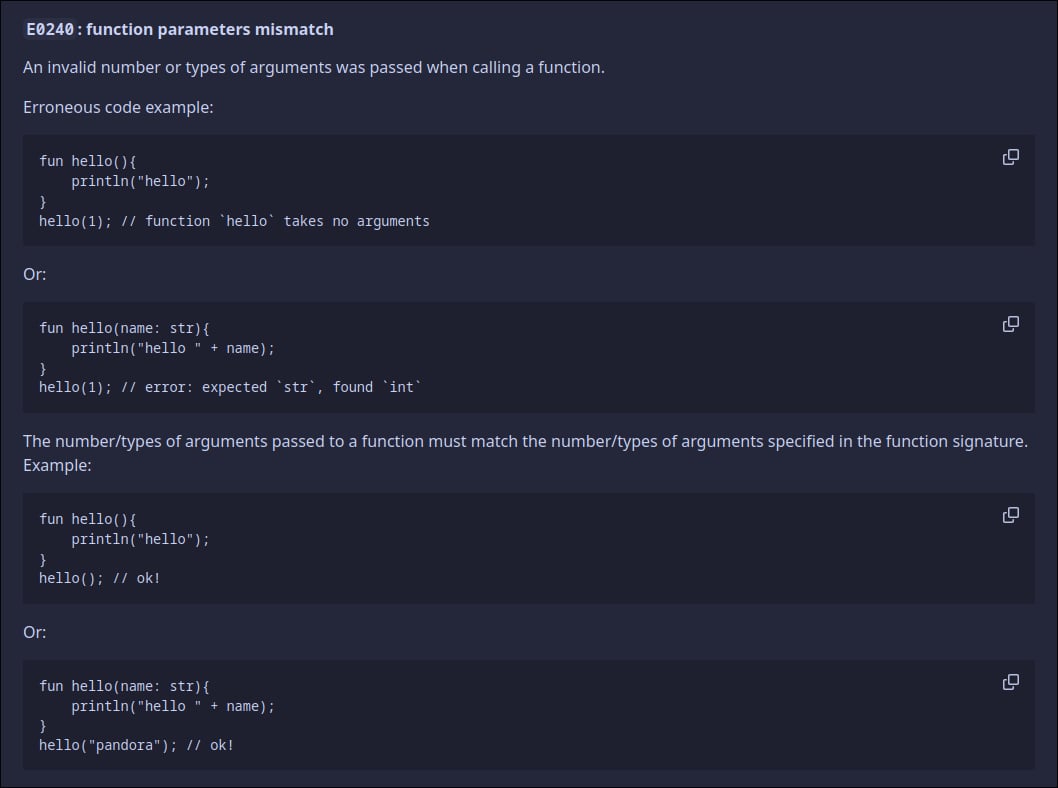 E0240: function parameters mismatch
An invalid number or types of arguments was passed when calling a function.
Erroneous code example:
fun hello(){
    println("hello");
}
hello(1); // function `hello` takes no arguments
Or:
fun hello(name: str){
    println("hello " + name);
}
hello(1); // error: expected `str`, found `int`
The number/types of arguments passed to a function must match the number/types of arguments specified in the function signature.
Example:
fun hello(){
    println("hello");
}
hello(); // ok!
Or:
fun hello(name: str){
    println("hello " + name);
}
hello("pandora"); // ok!